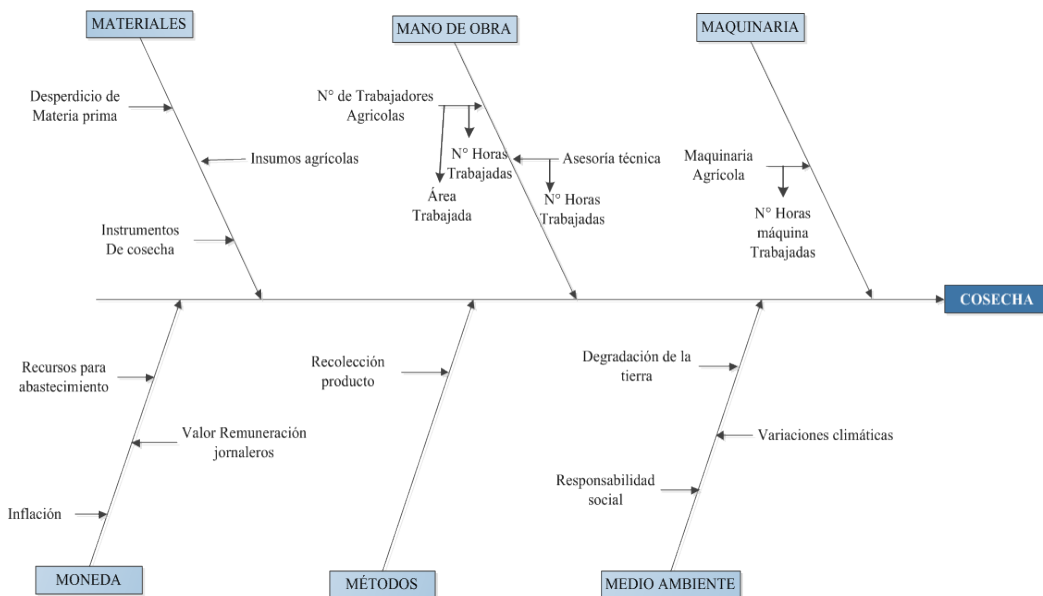 MATERIALES
MANO DE OBRA
MAQUINARIA
Desperdicio de
Materia prima
Insumos agrícolas
Instrumentos
De cosecha
N° de Trabajadores
Agricolas
N° Horas
Trabajadas
Área
Trabajada
Asesoría técnica
N° Horas
Trabajadas
Maquinaria
Agrícola
N° Horas
máquina
Trabajadas
COSECHA
Recursos para
abastecimiento
Valor Remuneración
jornaleros
Inflación
Recolección
producto
Degradación de la
tierra
Variaciones climáticas
Responsabilidad
social
MONEDA
MÉTODOS
MEDIO AMBIENTE